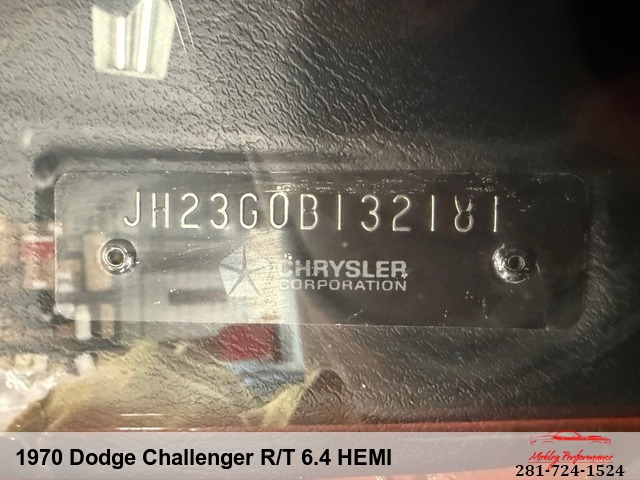 JH23G0B132181
CHRYSLER
CORPORATION
1970 Dodge Challenger R/T 6.4 HEMI
Mobley Performance
281-724-1524